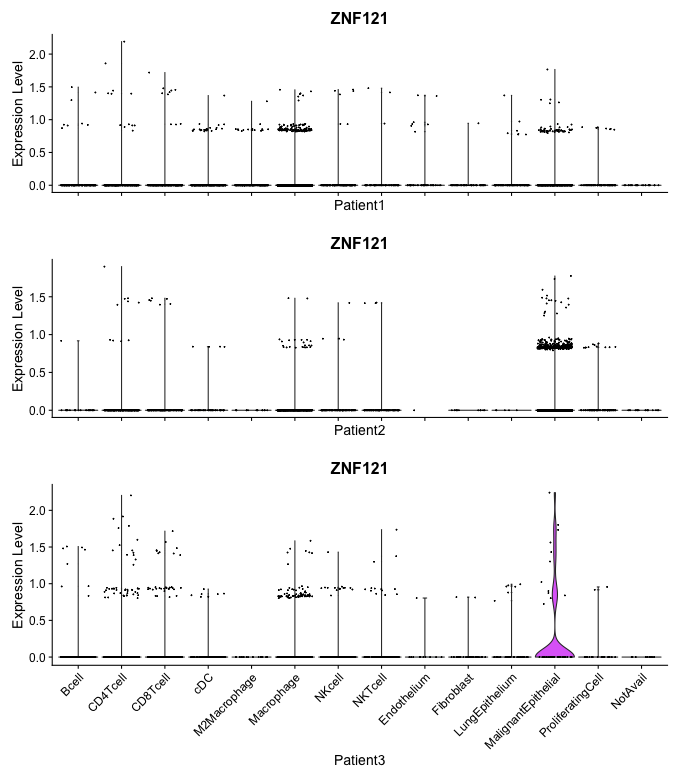 ZNF121
Expression Level
2.0
1.5
1.0
0.5
0.0
Patient1
ZNF121
Expression Level
1.5
1.0
0.5
0.0
Patient2
ZNF121
Expression Level
2.0
1.5
1.0
0.5
0.0
Bcell
CD4Tcell
CD8Tcell
cDC
M2Macrophage
Macrophage
NKcell
NKTcell
Endothelium
Fibroblast
LungEpithelium
MalignantEpithelial
ProliferatingCell
NotAvail
Patient3